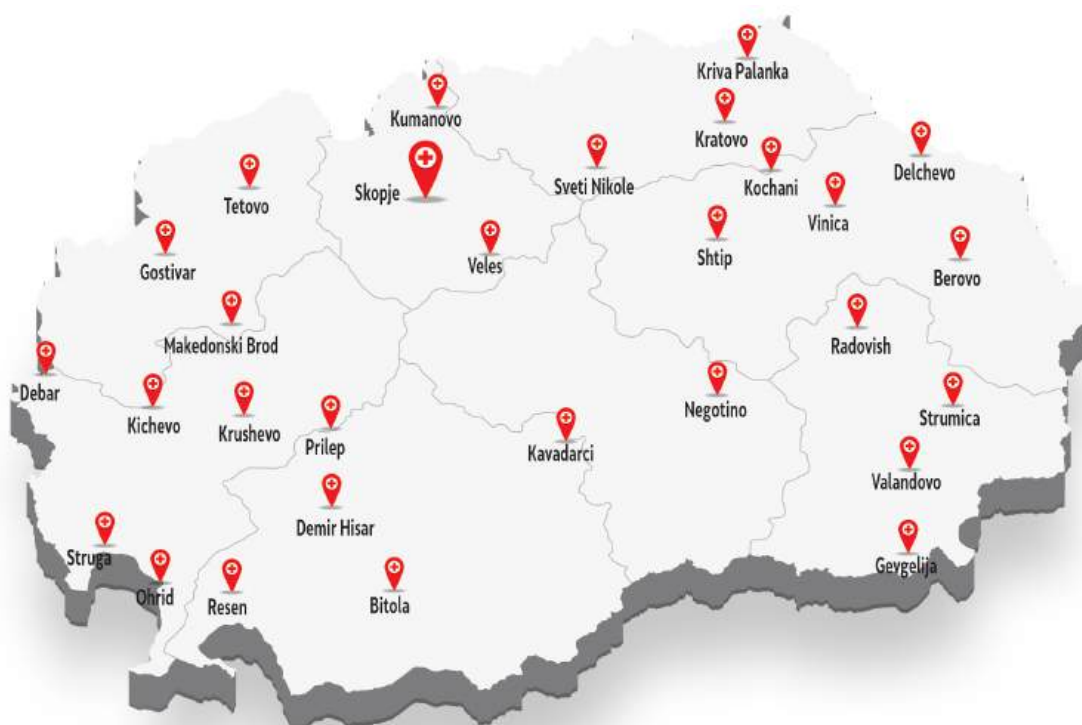 Kriva Palanka
Kumanovo
Kratovo
Delchevo
Skopje
Sveti Nikole
Kochani
Tetovo
Vinica
Gostivar
Veles
Shtip
Berovo
Makedonski Brod
Radovish
Debar
Kichevo
Krushevo
Prilep
Negotino
Strumica
Kavadarci
Valandovo
Demir Hisar
Struga
Gevgelija
Ohrid
Resen
Bitola